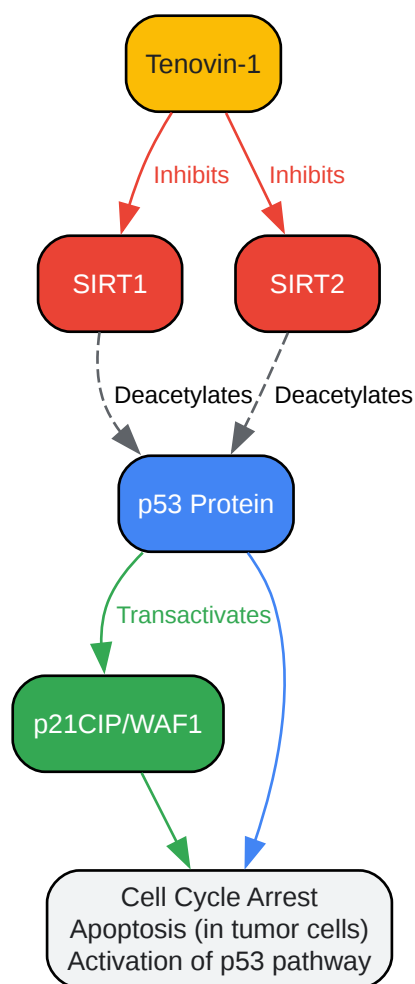 Tenovin-1
Inhibits
Inhibits
SIRT1
SIRT2
Deacetylates
Deacetylates
p53 Protein
Transactivates
p21CIP/WAF1
Cell Cycle Arrest
Apoptosis (in tumor cells)
Activation of p53 pathway